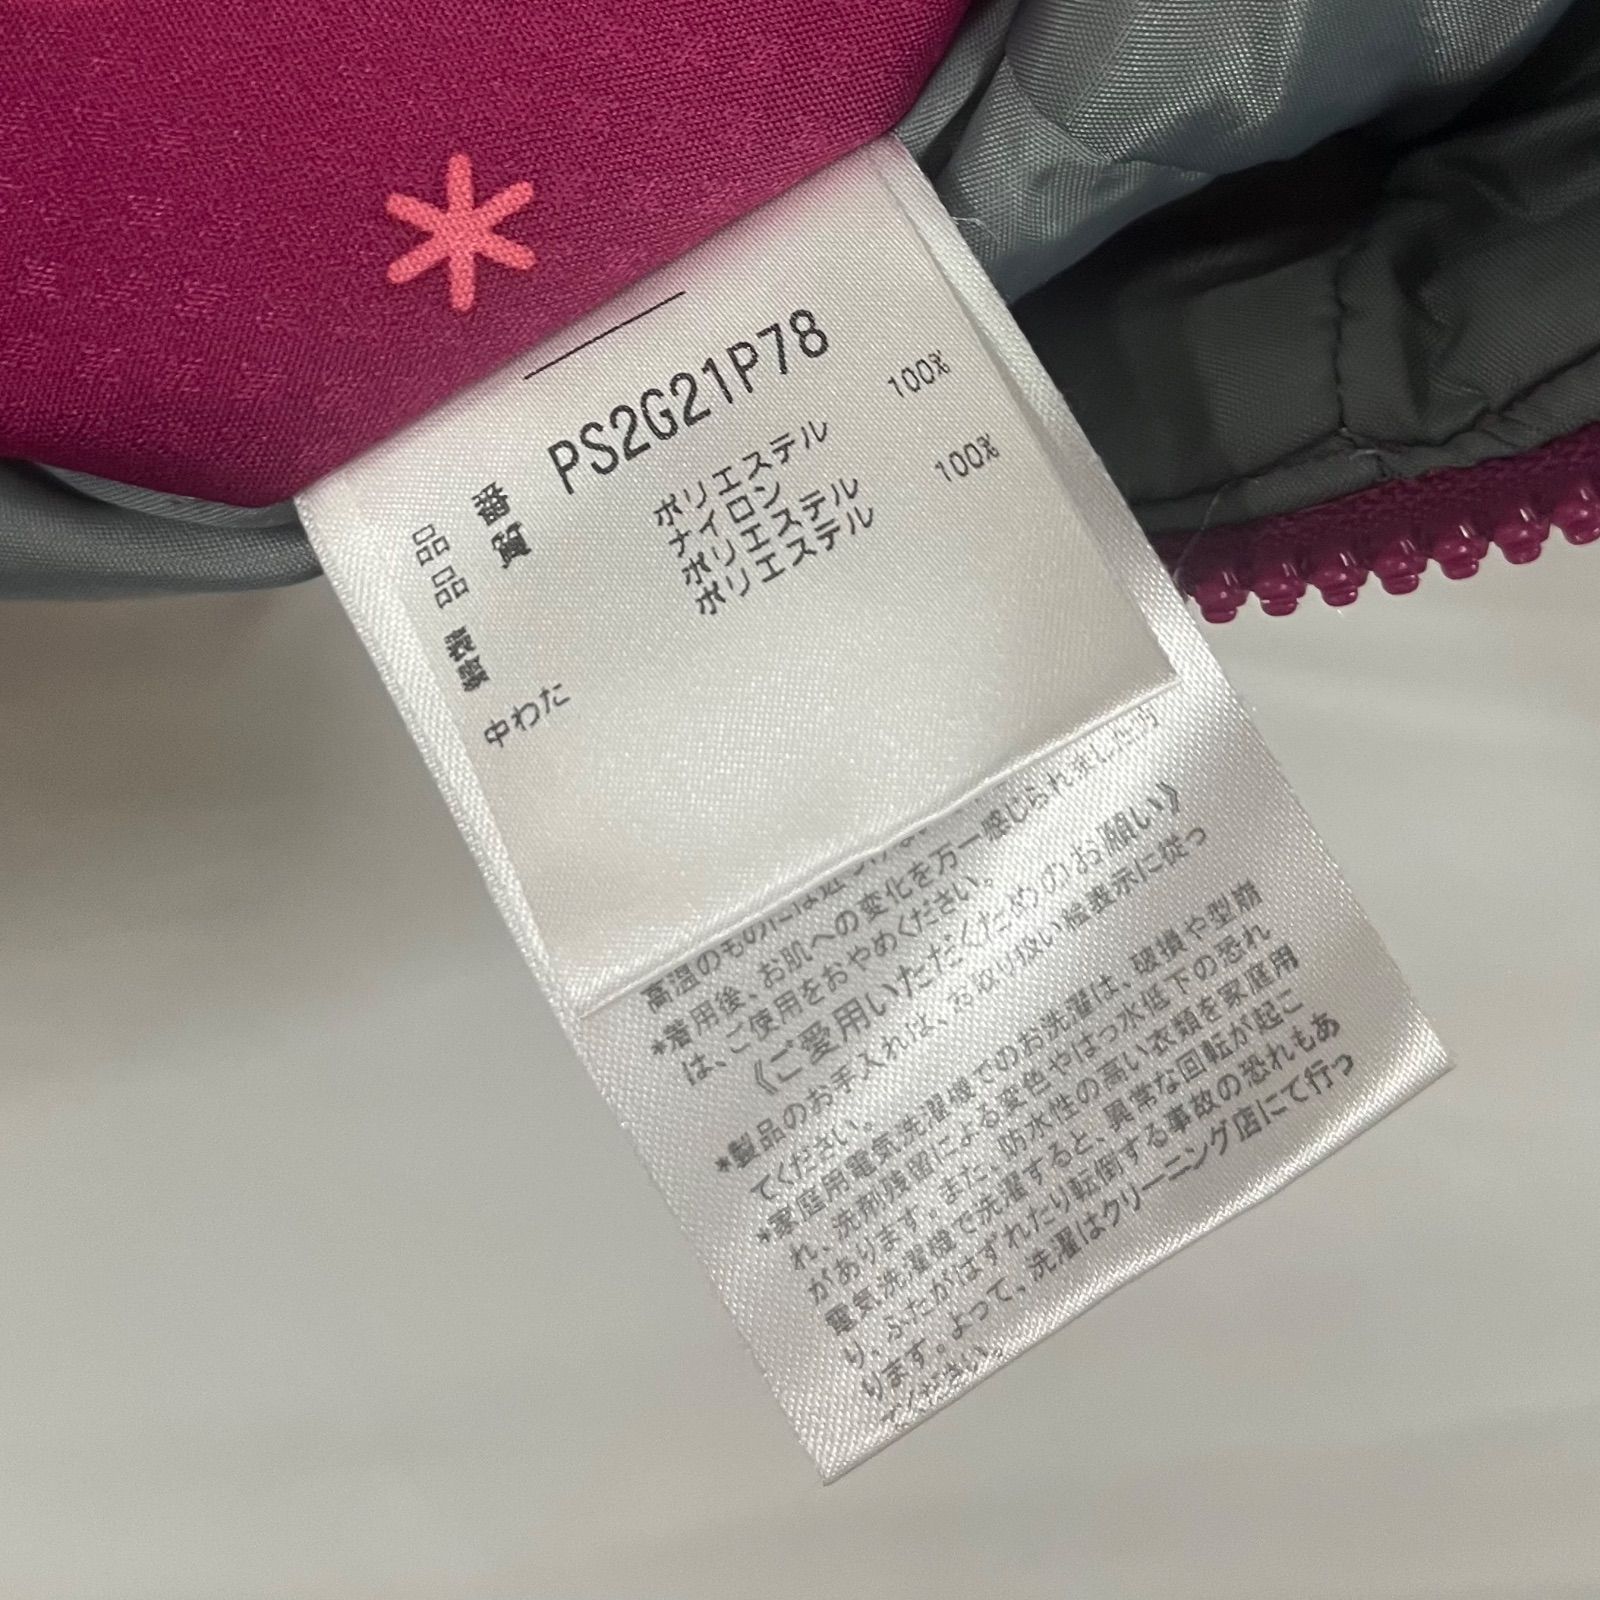 品番 PS2G21P78
品質 ポリエステル 100%
ナイロン
裏 ポリエステル
中わた ポリエステル 100%
高温のものには近
*着用後、お肌への変化を万一感じられました
は、ご使用をおやめください。
《ご愛用いただくためのお願い》
*製品のお手入れは、お取り扱い絵表示に従っ
てください。
*家庭用電気洗濯機でのお洗濯は、破損や型崩
れ、洗剤残留による変色やはっ水低下の恐れ
があります。また、防水性の高い衣類を家庭用
電気洗濯機で洗濯すると、異常な回転が起こ
り、ふたがはずれたり転倒する事故の恐れもあ
ります。よって、洗濯はクリーニング店にて行っ
てください。